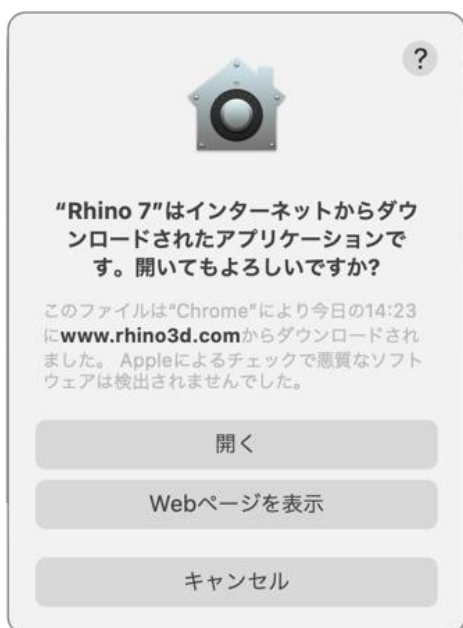 ?
“Rhino 7”はインターネットからダウ
ンロードされたアプリケーションで
す。開いてもよろしいですか?
このファイルは“Chrome”により今日の14:23
にwww.rhino3d.comからダウンロードされ
ました。 Appleによるチェックで悪質なソフト
ウェアは検出されませんでした。
開く
Webページを表示
キャンセル